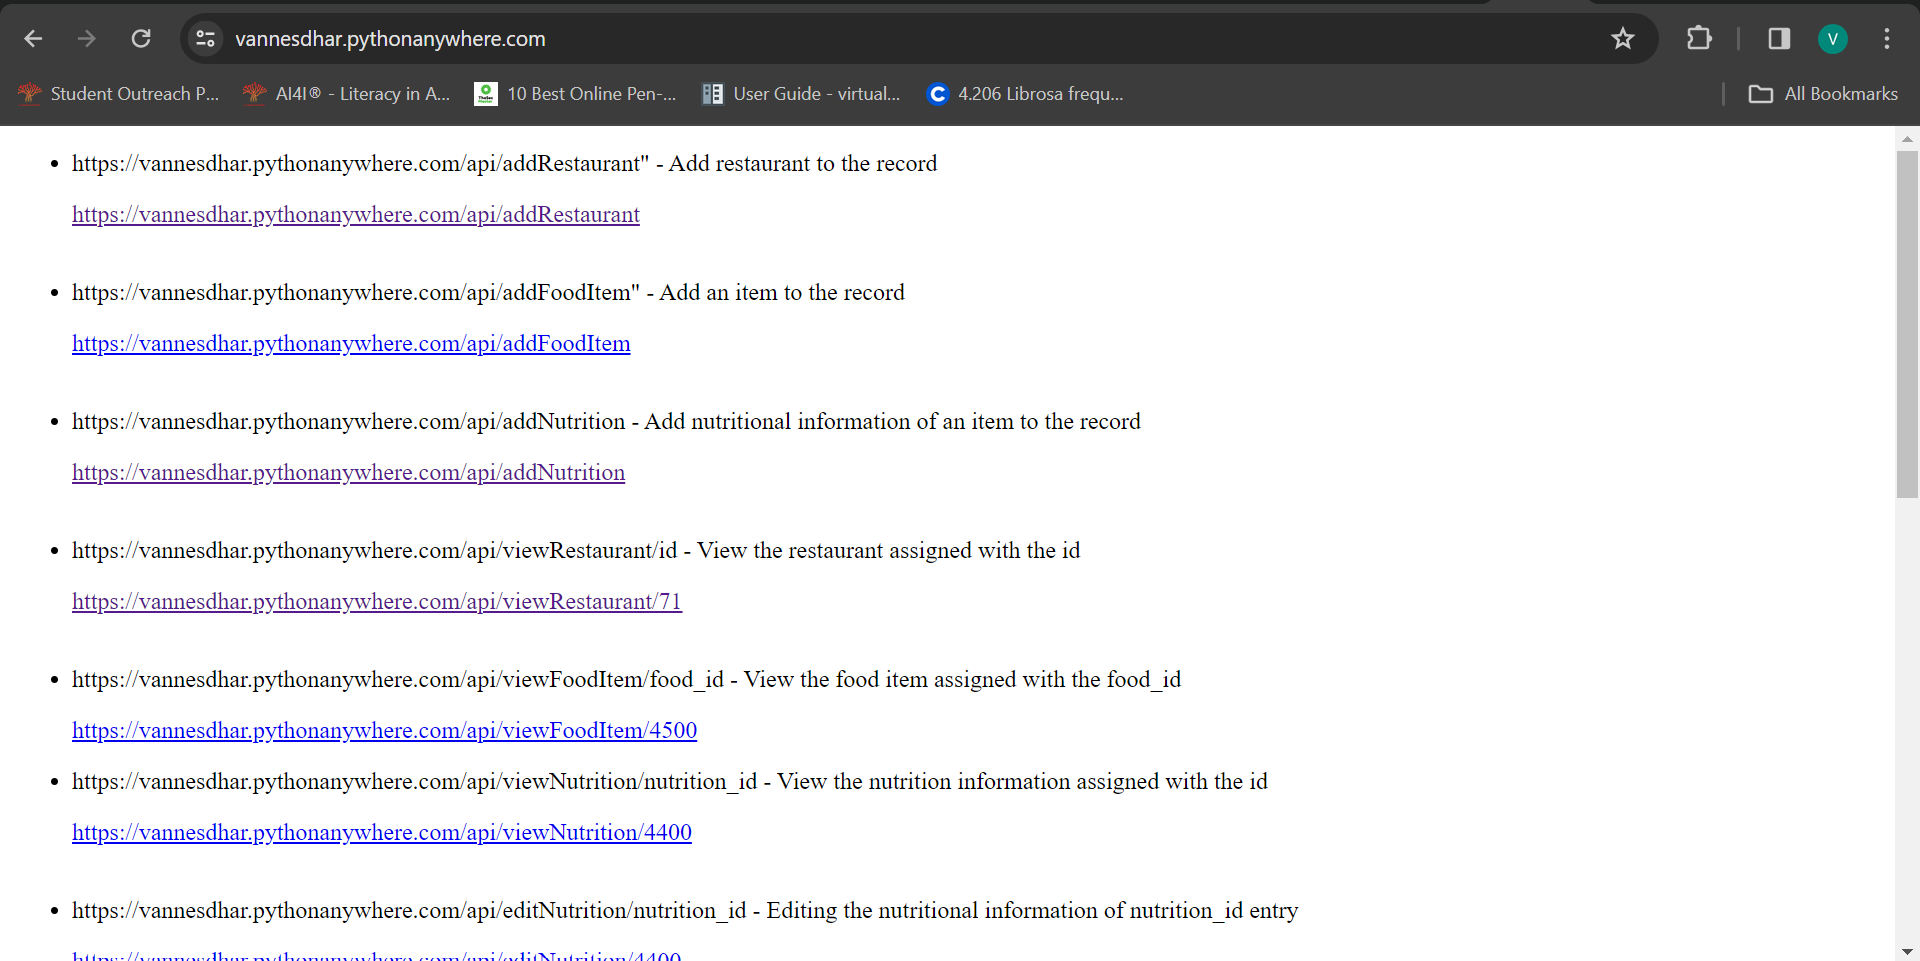 vannesdhar.pythonanywhere.com
V
Student Outreach P...
AI4I® - Literacy in A...
10 Best Online Pen-...
User Guide - virtual...
C
4.206 Librosa frequ...
All Bookmarks
• https://vannesdhar.pythonanywhere.com/api/addRestaurant" - Add restaurant to the record
https://vannesdhar.pythonanywhere.com/api/addRestaurant
• https://vannesdhar.pythonanywhere.com/api/addFoodItem" - Add an item to the record
https://vannesdhar.pythonanywhere.com/api/addFoodItem
• https://vannesdhar.pythonanywhere.com/api/addNutrition - Add nutritional information of an item to the record
https://vannesdhar.pythonanywhere.com/api/addNutrition
• https://vannesdhar.pythonanywhere.com/api/viewRestaurant/id - View the restaurant assigned with the id
https://vannesdhar.pythonanywhere.com/api/viewRestaurant/71
• https://vannesdhar.pythonanywhere.com/api/viewFoodItem/food_id - View the food item assigned with the food_id
https://vannesdhar.pythonanywhere.com/api/viewFoodItem/4500
• https://vannesdhar.pythonanywhere.com/api/viewNutrition/nutrition_id - View the nutrition information assigned with the id
https://vannesdhar.pythonanywhere.com/api/viewNutrition/4400
• https://vannesdhar.pythonanywhere.com/api/editNutrition/nutrition_id - Editing the nutritional information of nutrition_id entry
https://vannesdhar.pythonanywhere.com/api/editNutrition/4400